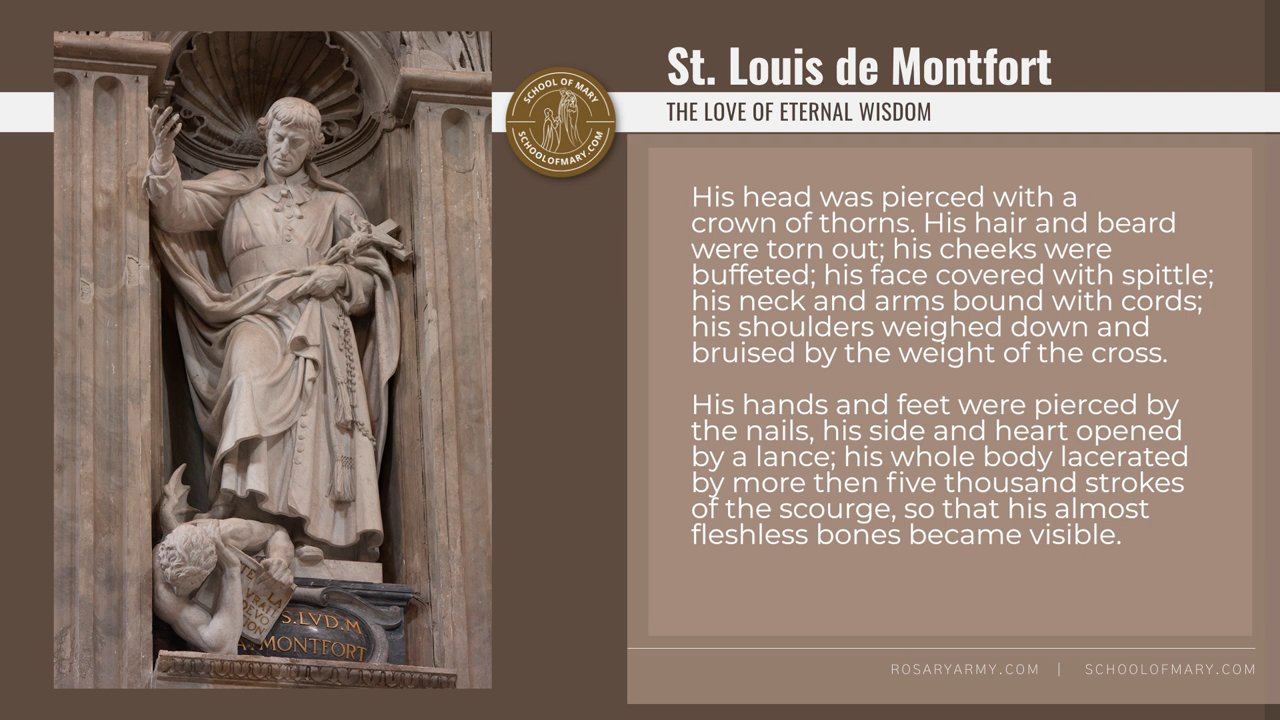 St. Louis de Montfort
THE LOVE OF ETERNAL WISDOM
SCHOOL OF MARY
SCHOOLOFMARY.COM
His head was pierced with a
crown of thorns. His hair and beard
were torn out; his cheeks were
buffeted; his face covered with spittle;
his neck and arms bound with cords;
his shoulders weighed down and
bruised by the weight of the cross.
His hands and feet were pierced by
the nails, his side and heart opened
by a lance; his whole body lacerated
by more then five thousand strokes
of the scourge, so that his almost
fleshless bones became visible.
LA
VRAIT
DEVO
ION
S.LVD.M
A. MONTFORT
ROSARYARMY.COM | SCHOOLOFMARY.COM